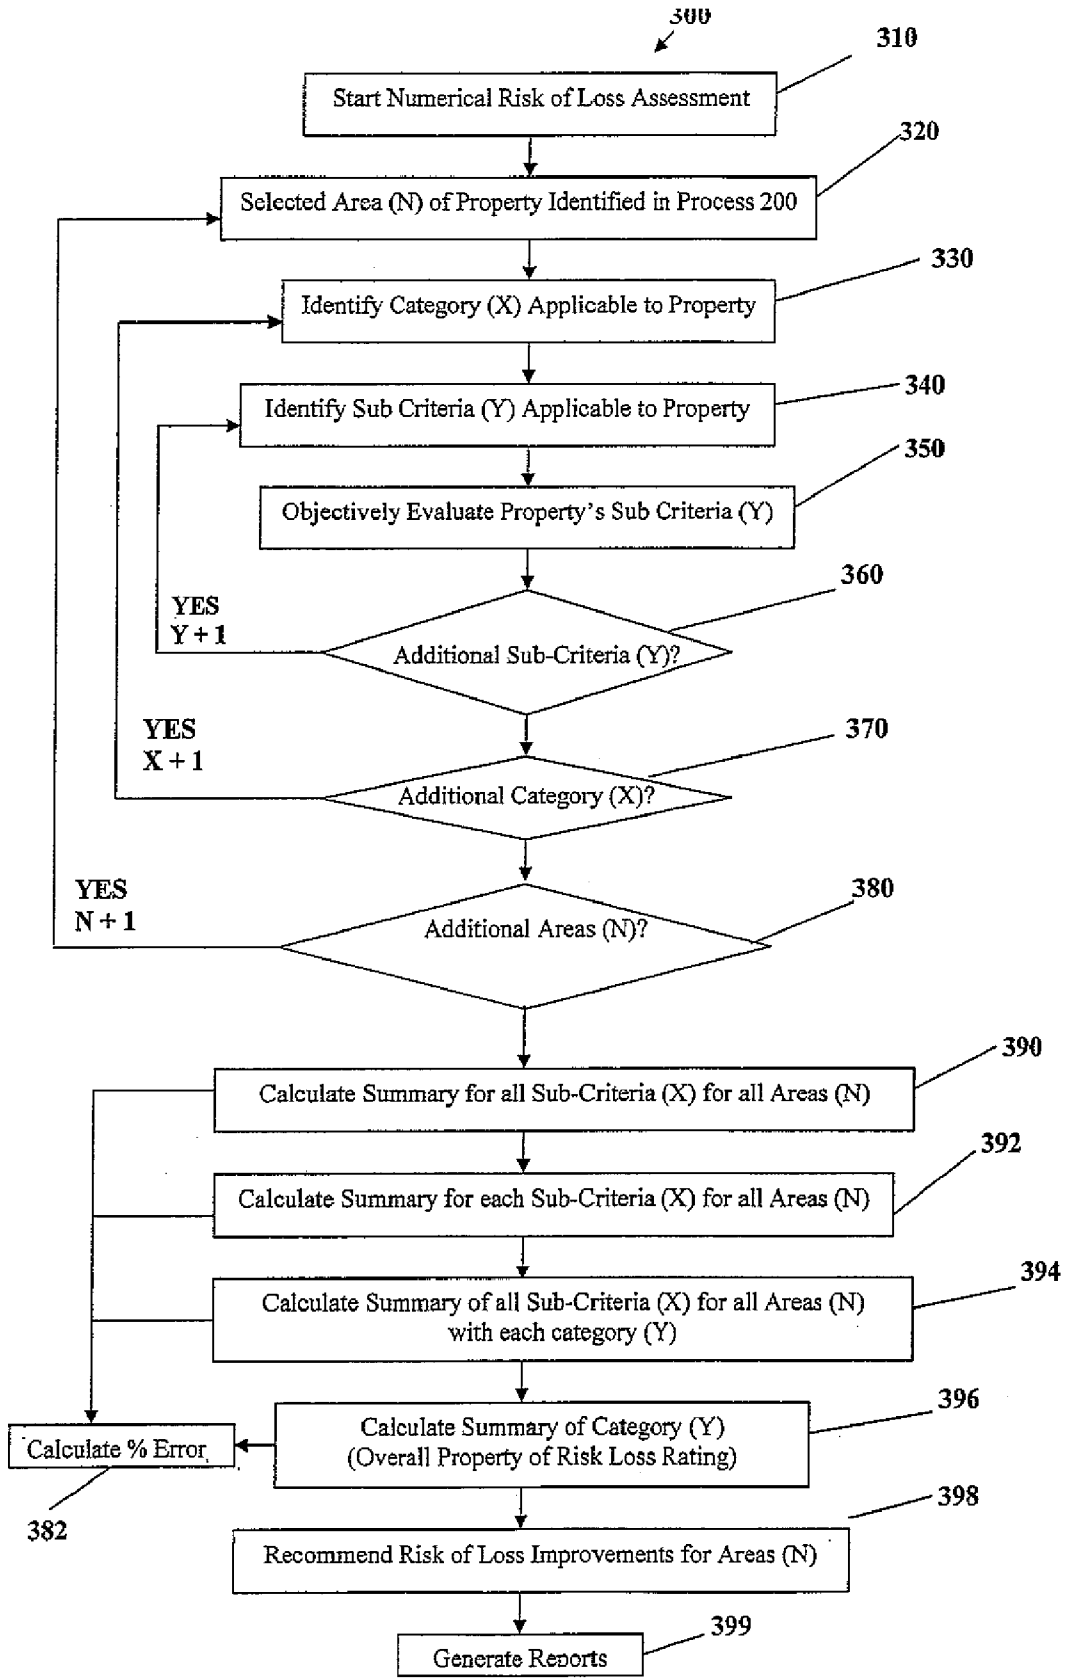 300
310
Start Numerical Risk of Loss Assessment
320
Selected Area (N) of Property Identified in Process 200
330
Identify Category (X) Applicable to Property
340
Identify Sub Criteria (Y) Applicable to Property
350
Objectively Evaluate Property's Sub Criteria (Y)
360
YES
Y + 1
Additional Sub-Criteria (Y)?
370
YES
X + 1
Additional Category (X)?
380
YES
N + 1
Additional Areas (N)?
390
Calculate Summary for all Sub-Criteria (X) for all Areas (N)
392
Calculate Summary for each Sub-Criteria (X) for all Areas (N)
394
Calculate Summary of all Sub-Criteria (X) for all Areas (N)
with each category (Y)
396
Calculate Summary of Category (Y)
(Overall Property of Risk Loss Rating)
Calculate % Error
382
398
Recommend Risk of Loss Improvements for Areas (N)
399
Generate Reports